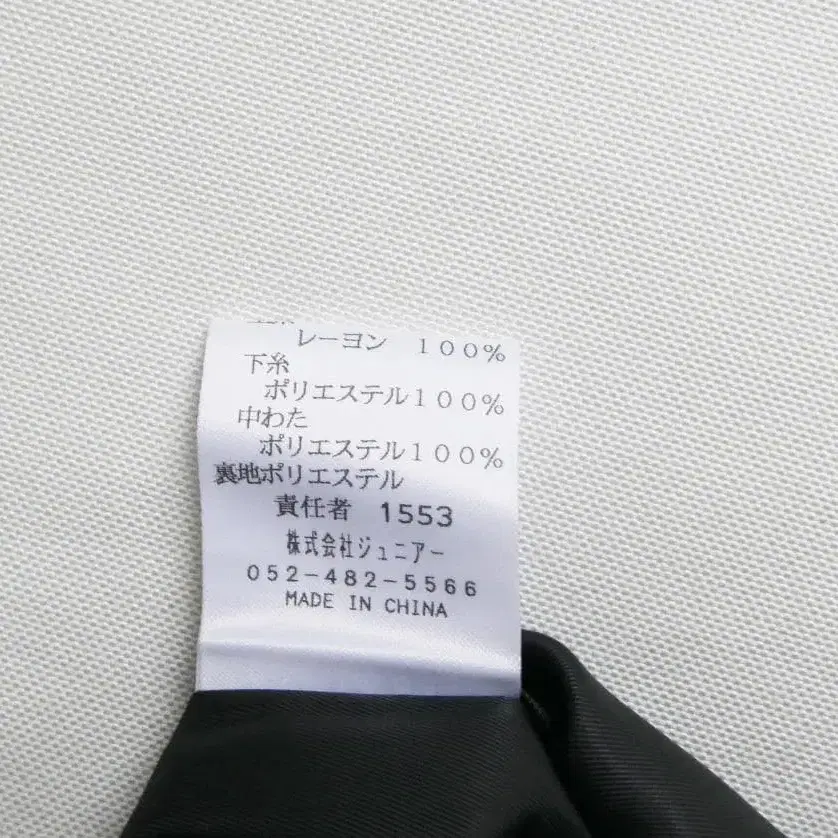 レーヨン 100%
下糸
ポリエステル100%
中わた
ポリエステル100%
裏地ポリエステル
責任者 1553
株式会社ジュニアー
052-482-5566
MADE IN CHINA